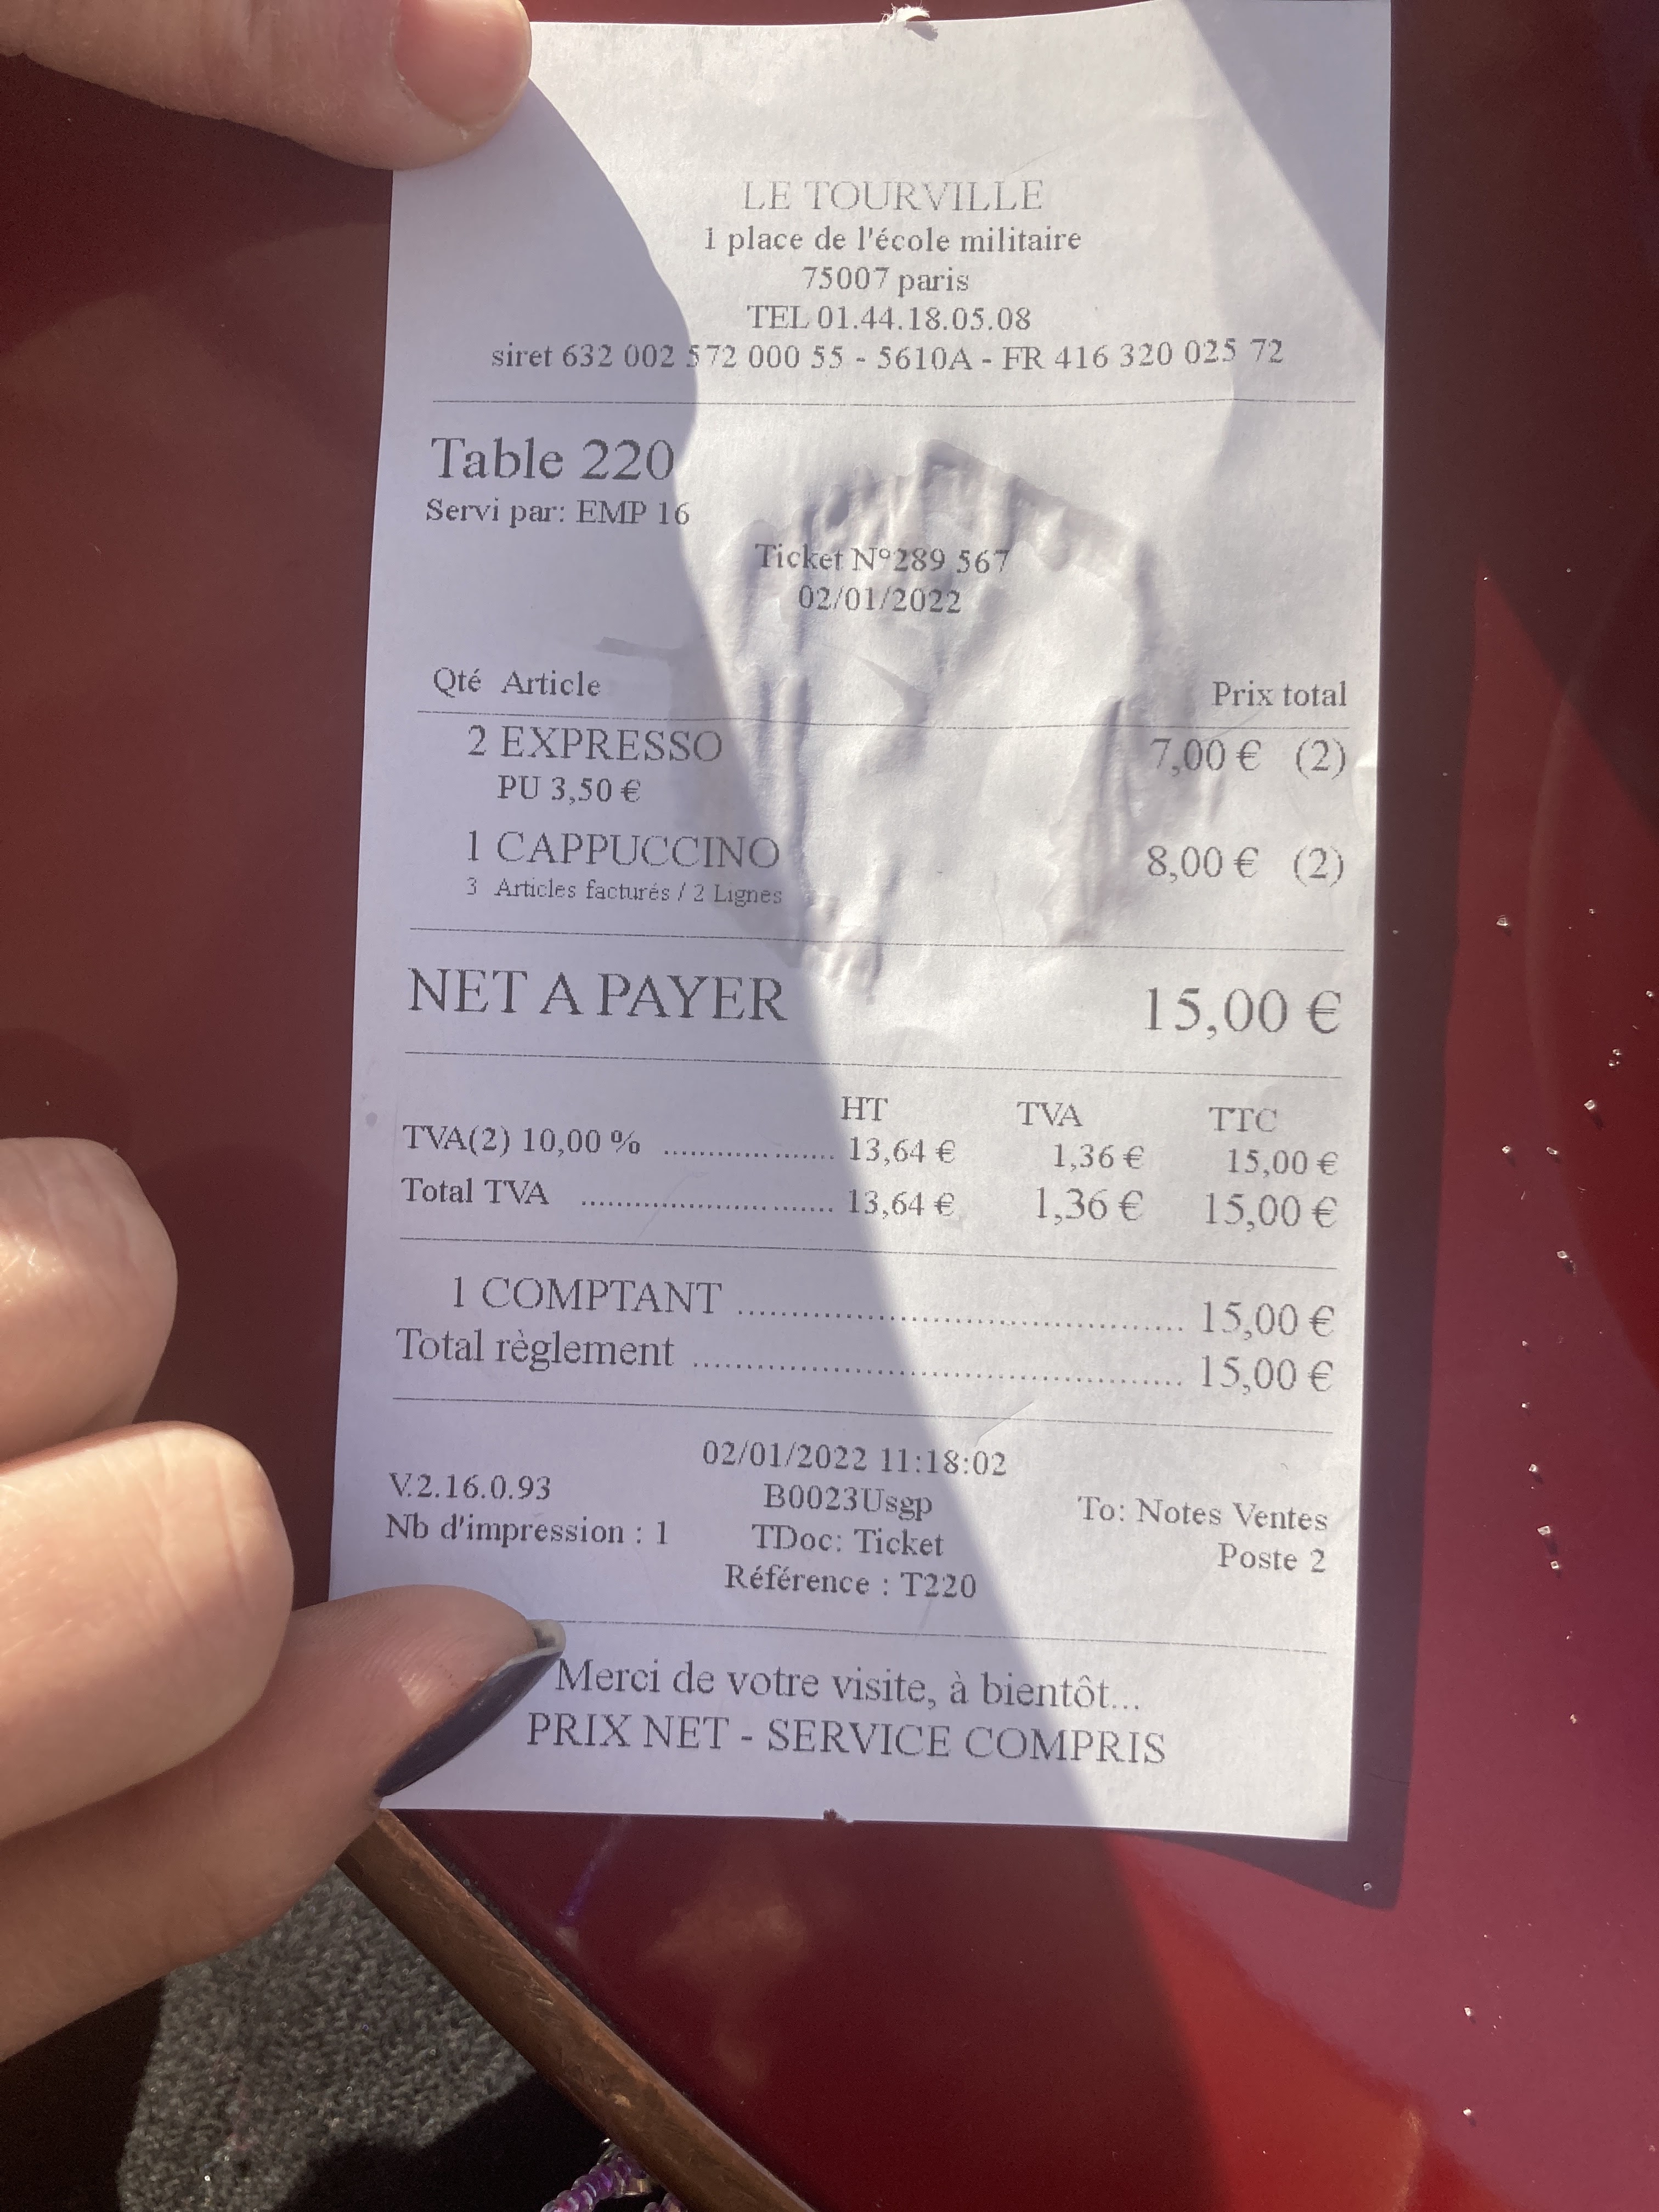 LE TOURVILLE
1 place de l'école militaire
75007 paris
TEL 01.44.18.05.08
siret 632 002 572 000 55 - 5610A - FR 416 320 025 72
Table 220
Servi par: EMP 16
Ticket N°289 567
02/01/2022
Qté Article Prix total
2 EXPRESSO 7,00 € (2)
PU 3,50 €
1 CAPPUCCINO 8,00 € (2)
3 Articles facturés / 2 Lignes
NET A PAYER 15,00 €
HT TVA TTC
TVA(2) 10,00 % .................... 13,64 € 1,36 € 15,00 €
Total TVA .............................. 13,64 € 1,36 € 15,00 €
1 COMPTANT .................................................. 15,00 €
Total règlement ...................................................... 15,00 €
02/01/2022 11:18:02
V.2.16.0.93 B0023Usgp To: Notes Ventes
Nb d'impression : 1 TDoc: Ticket Poste 2
Référence : T220
Merci de votre visite, à bientôt...
PRIX NET - SERVICE COMPRIS